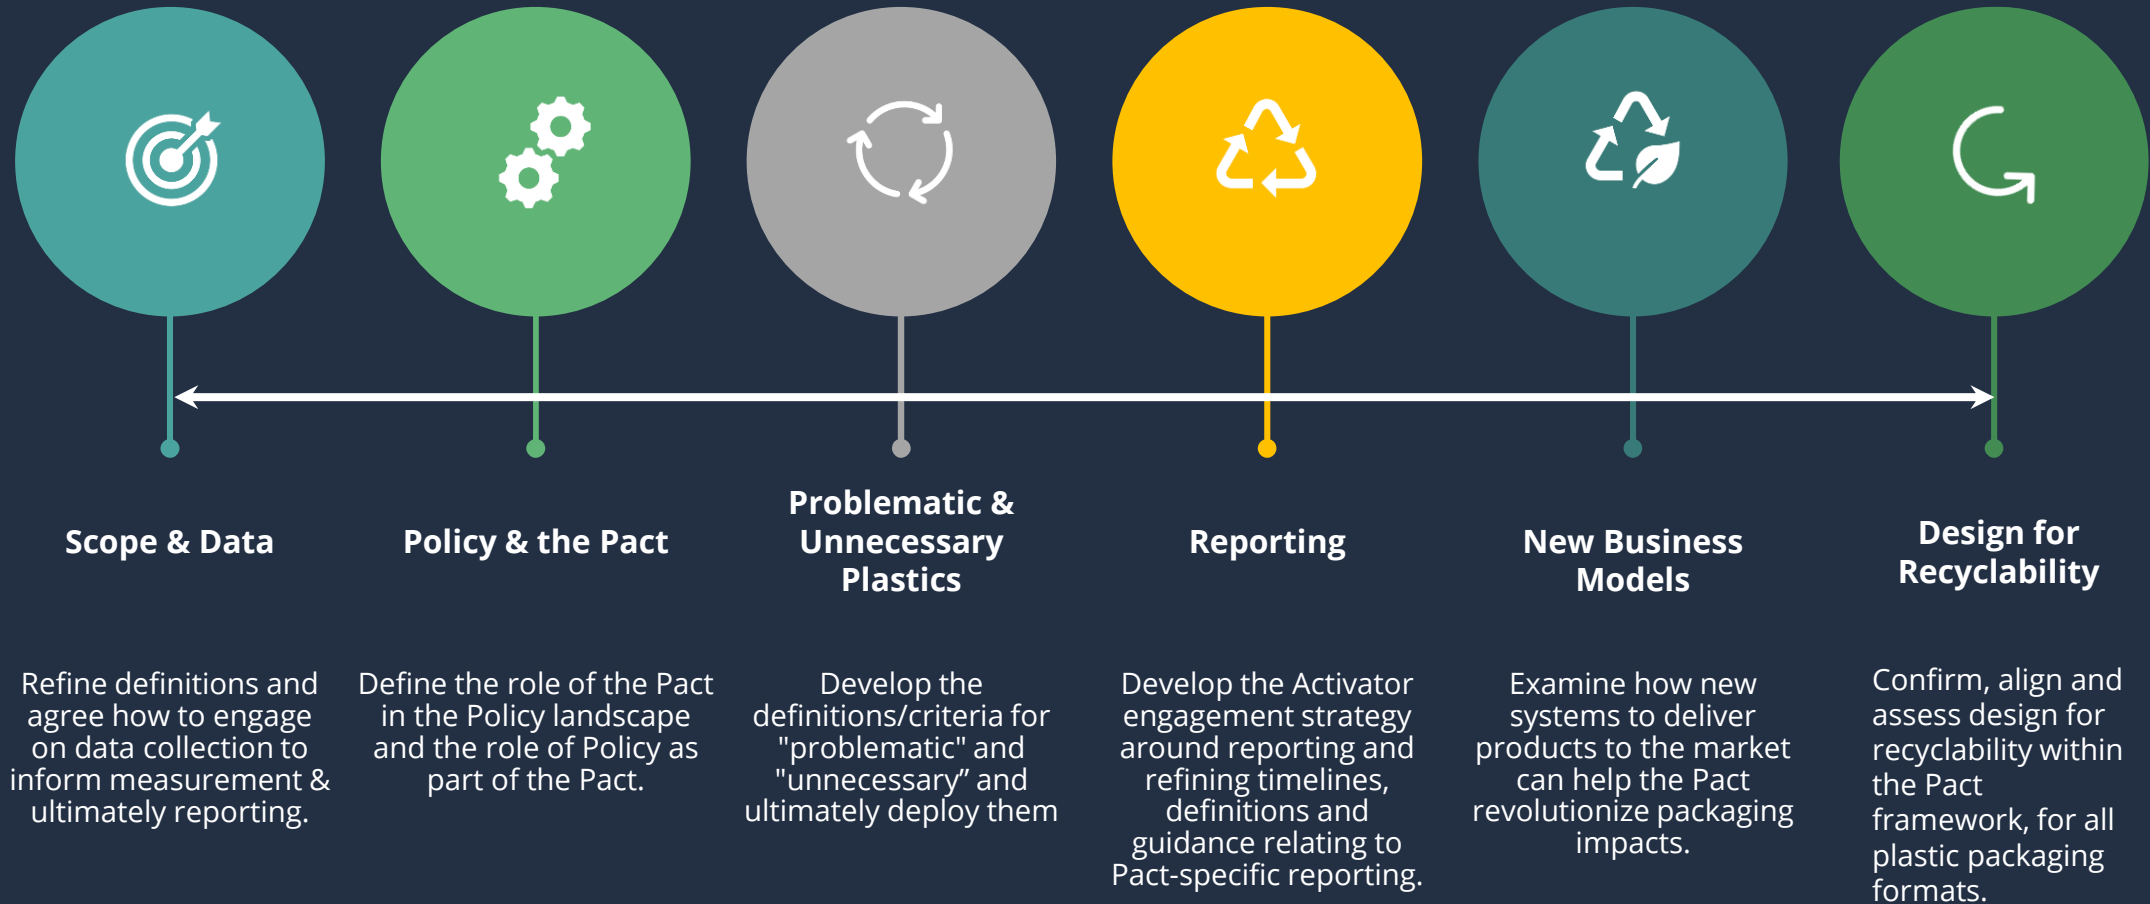 Scope & Data
Refine definitions and
agree how to engage
on data collection to
inform measurement &
ultimately reporting.
Policy & the Pact
Define the role of the Pact
in the Policy landscape
and the role of Policy as
part of the Pact.
Problematic &
Unnecessary
Plastics
Develop the
definitions/criteria for
"problematic" and
"unnecessary” and
ultimately deploy them
Reporting
Develop the Activator
engagement strategy
around reporting and
refining timelines,
definitions and
guidance relating to
Pact-specific reporting.
New Business
Models
Examine how new
systems to deliver
products to the market
can help the Pact
revolutionize packaging
impacts.
Design for
Recyclability
Confirm, align and
assess design for
recyclability within
the Pact
framework, for all
plastic packaging
formats.